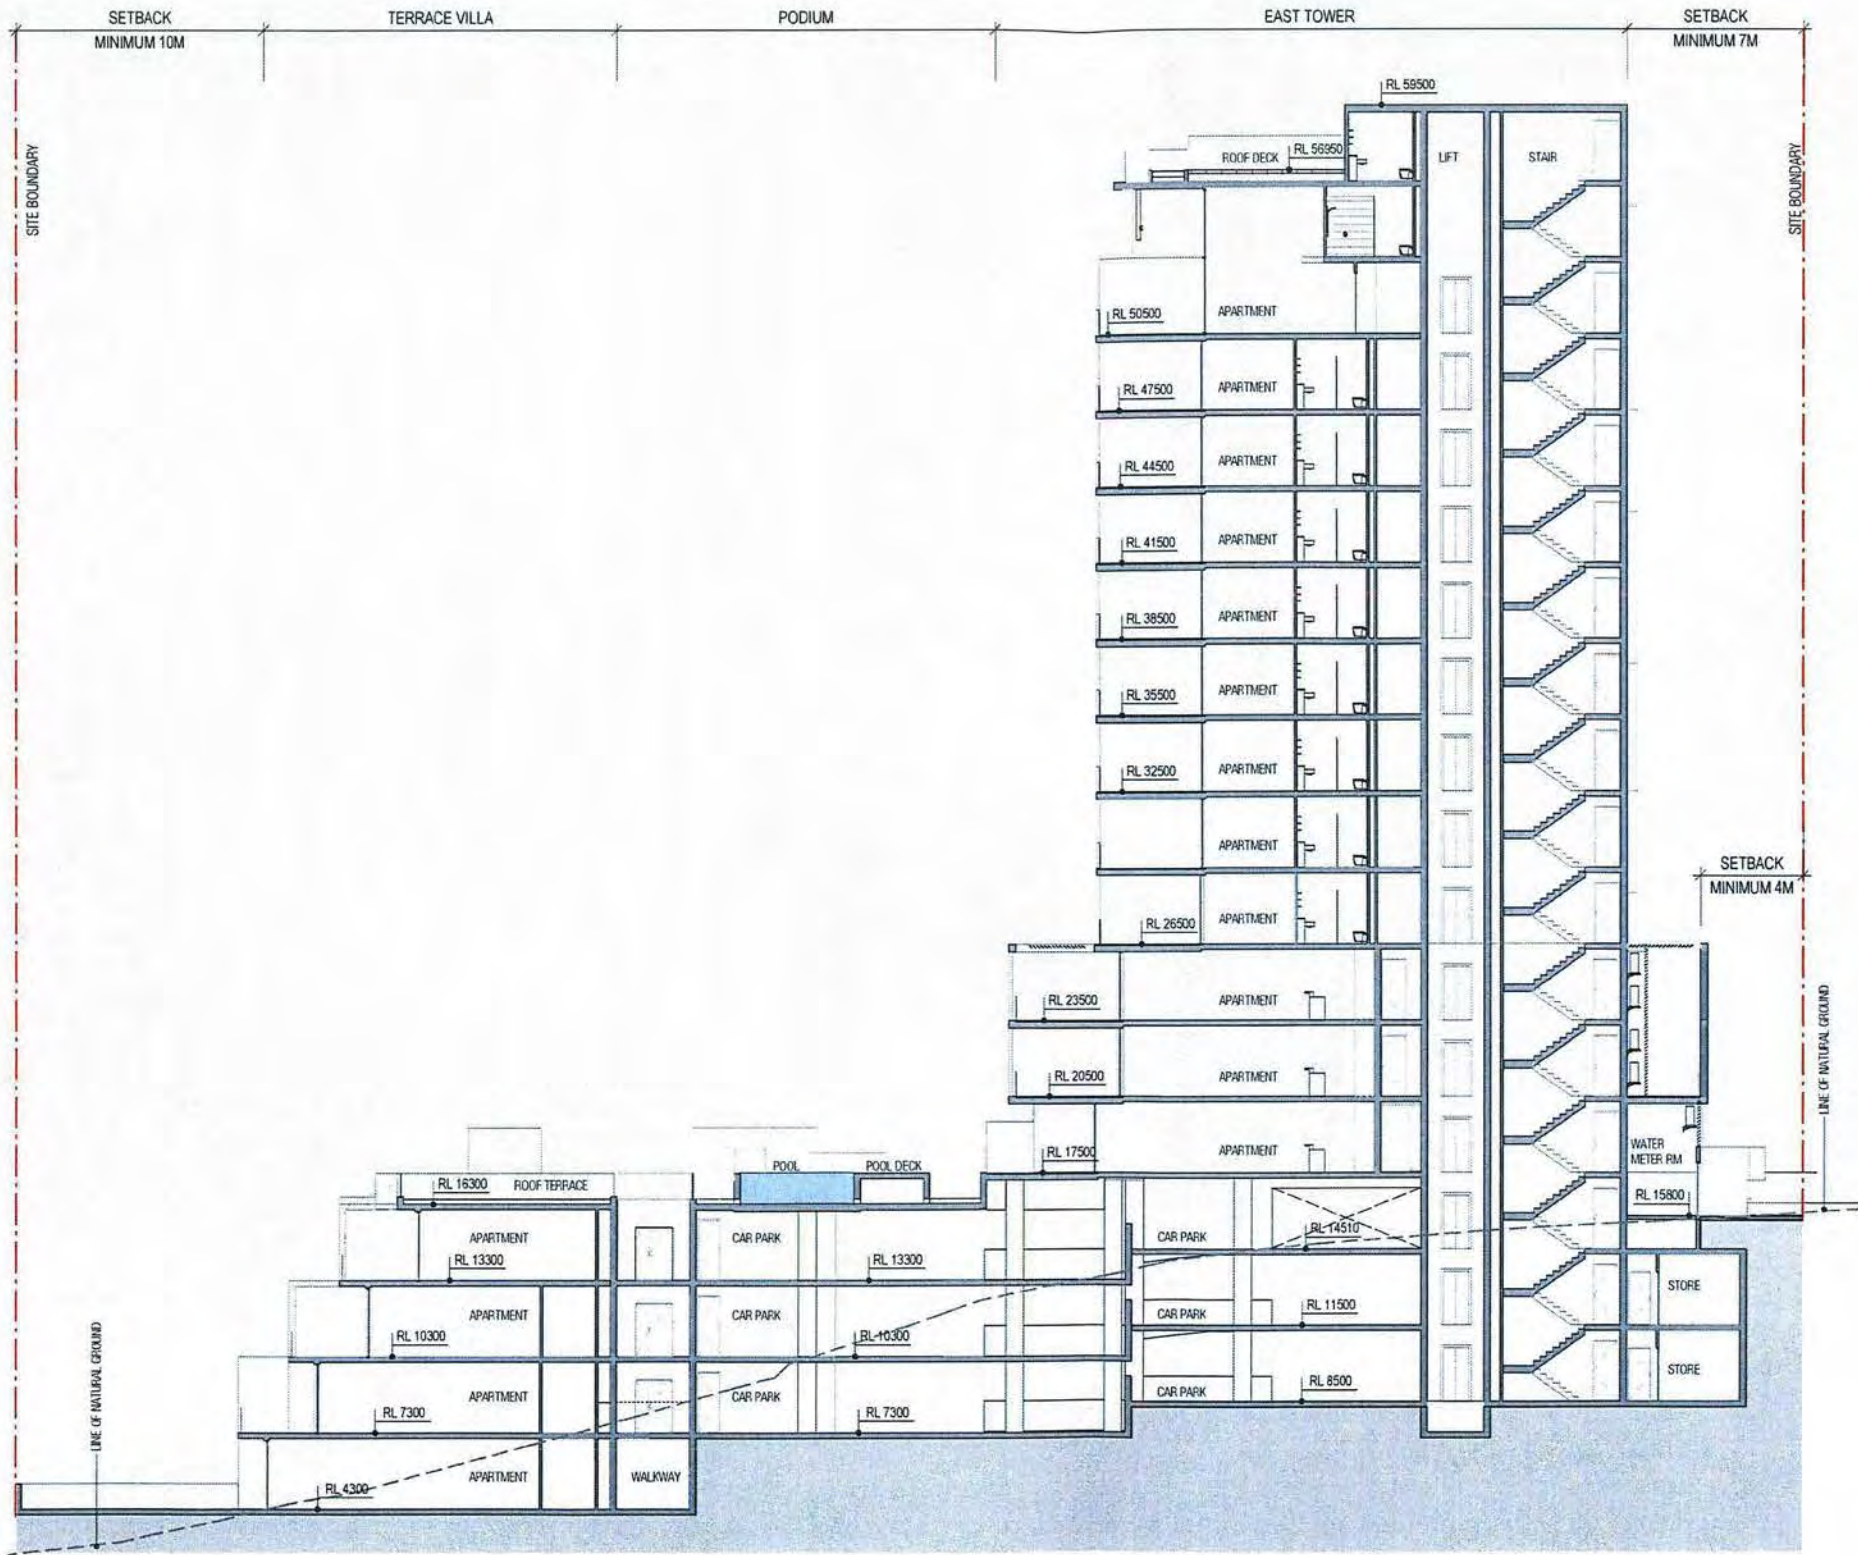 SETBACK
MINIMUM 10M
TERRACE VILLA
PODIUM
EAST TOWER
SETBACK
MINIMUM 7M
SITE BOUNDARY
SITE BOUNDARY
RL 59500
ROOF DECK
RL 56950
LIFT
STAIR
RL 50500
APARTMENT
RL 47500
APARTMENT
RL 44500
APARTMENT
RL 41500
APARTMENT
RL 38500
APARTMENT
RL 35500
APARTMENT
RL 32500
APARTMENT
APARTMENT
SETBACK
MINIMUM 4M
RL 26500
APARTMENT
RL 23500
APARTMENT
RL 20500
APARTMENT
LINE OF NATURAL GROUND
RL 17500
APARTMENT
WATER
METER RM
RL 15800
POOL
POOL DECK
RL 16300
ROOF TERRACE
APARTMENT
RL 13300
CAR PARK
RL 13300
CAR PARK
RL 14510
APARTMENT
RL 10300
CAR PARK
RL 10300
CAR PARK
RL 11500
STORE
APARTMENT
RL 7300
CAR PARK
RL 7300
CAR PARK
RL 8500
STORE
LINE OF NATURAL GROUND
APARTMENT
RL 4300
WALKWAY